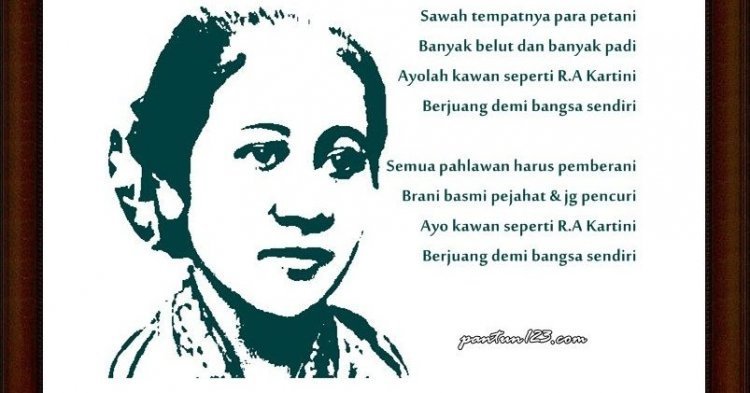 Sawah tempatnya para petani
Banyak belut dan banyak padi
Ayolah kawan seperti R.A Kartini
Berjuang demi bangsa sendiri
Semua pahlawan harus pemberani
Brani basmi pejahat & jg pencuri
Ayo kawan seperti R.A Kartini
Berjuang demi bangsa sendiri
pantun123.com